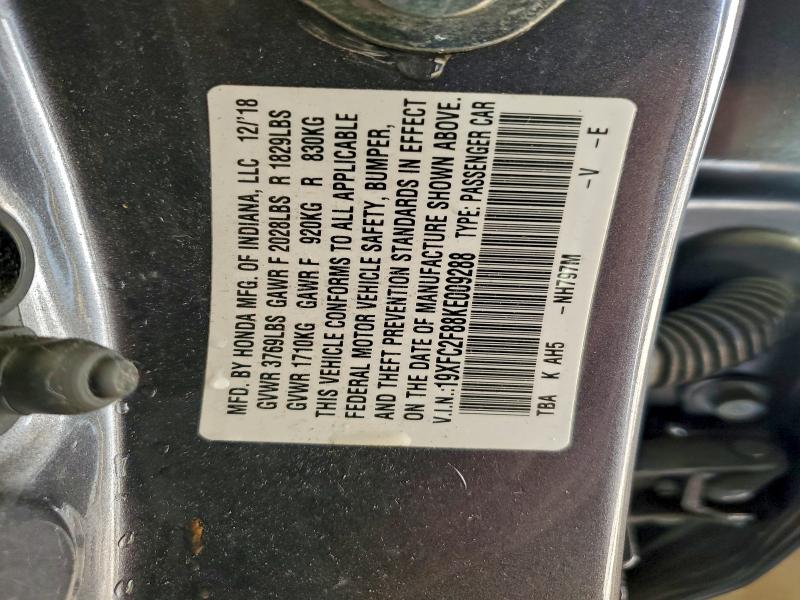 MFD. BY HONDA MFG. OF INDIANA, LLC 12/'18
GVWR 3769LBS GAWR F 2028LBS R 1829LBS
GVWR 1710KG GAWR F 920KG R 830KG
THIS VEHICLE CONFORMS TO ALL APPLICABLE
FEDERAL MOTOR VEHICLE SAFETY, BUMPER,
AND THEFT PREVENTION STANDARDS IN EFFECT
ON THE DATE OF MANUFACTURE SHOWN ABOVE.
V.I.N.:19XFC2F88KE009288 TYPE: PASSENGER CAR
TBA K AH5 -NH797M -V -E